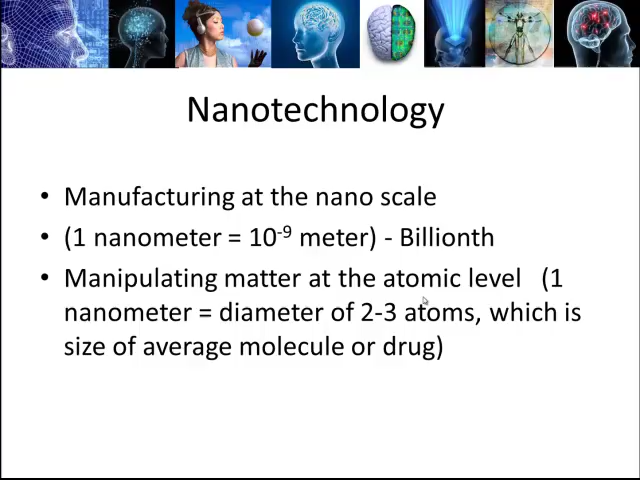 Nanotechnology
• Manufacturing at the nano scale
• (1 nanometer = 10⁻⁹ meter) - Billionth
• Manipulating matter at the atomic level (1
nanometer = diameter of 2-3 atoms, which is
size of average molecule or drug)